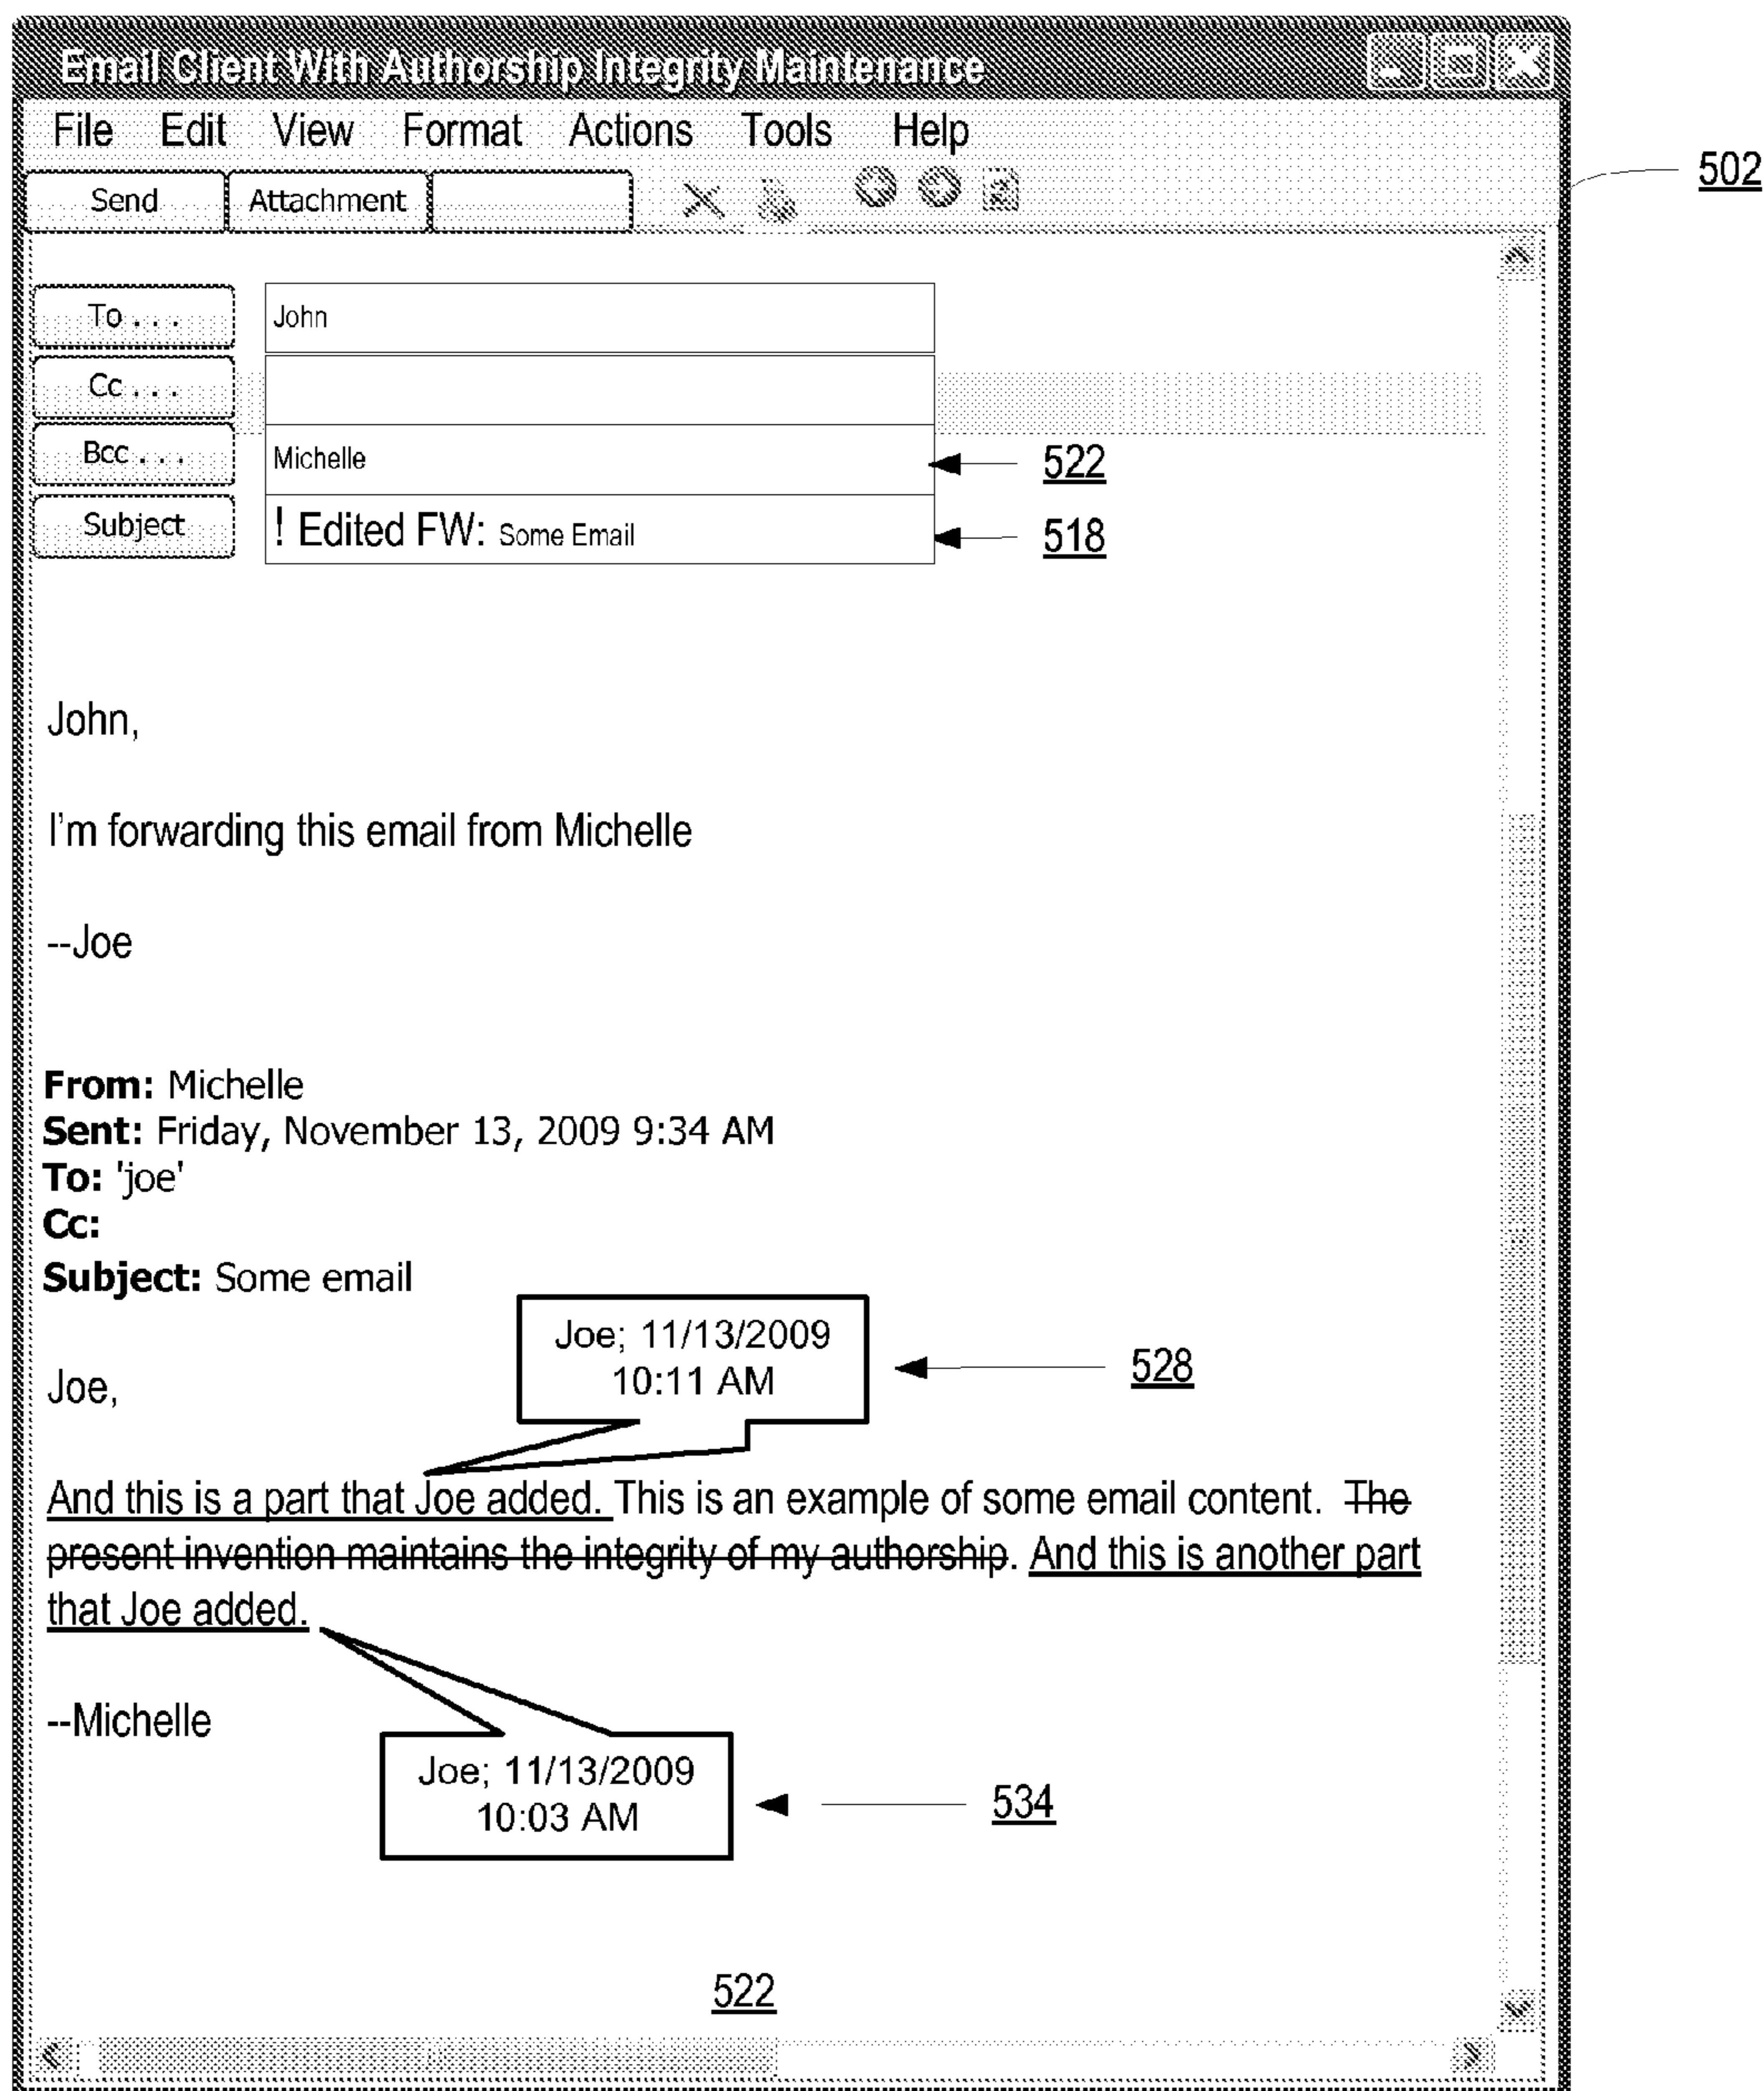 Email Client With Authorship Integrity Maintenance
File Edit View Format Actions Tools Help
502
Send Attachment
To . . . John
Cc . . .
Bcc . . . Michelle 522
Subject ! Edited FW: Some Email 518
John,
I'm forwarding this email from Michelle
--Joe
From: Michelle
Sent: Friday, November 13, 2009 9:34 AM
To: 'joe'
Cc:
Subject: Some email
Joe; 11/13/2009
10:11 AM
528
Joe,
And this is a part that Joe added. This is an example of some email content. The
present invention maintains the integrity of my authorship. And this is another part
that Joe added.
--Michelle
Joe; 11/13/2009
10:03 AM
534
522